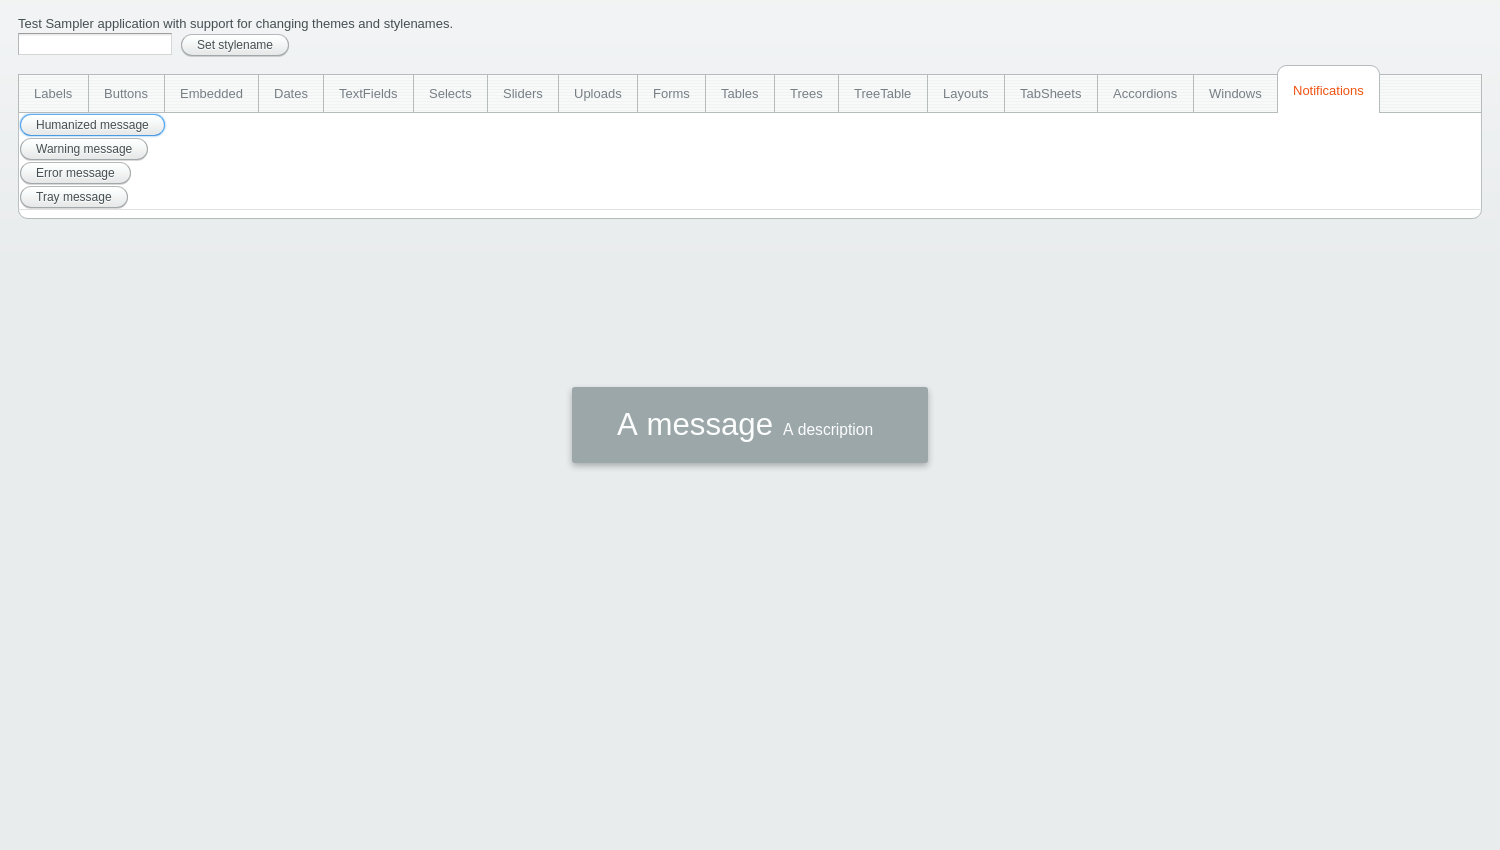 Test Sampler application with support for changing themes and stylenames.
Set stylename
Labels Buttons Embedded Dates TextFields Selects Sliders Uploads Forms Tables Trees TreeTable Layouts TabSheets Accordions Windows Notifications
Humanized message
Warning message
Error message
Tray message
A message A description